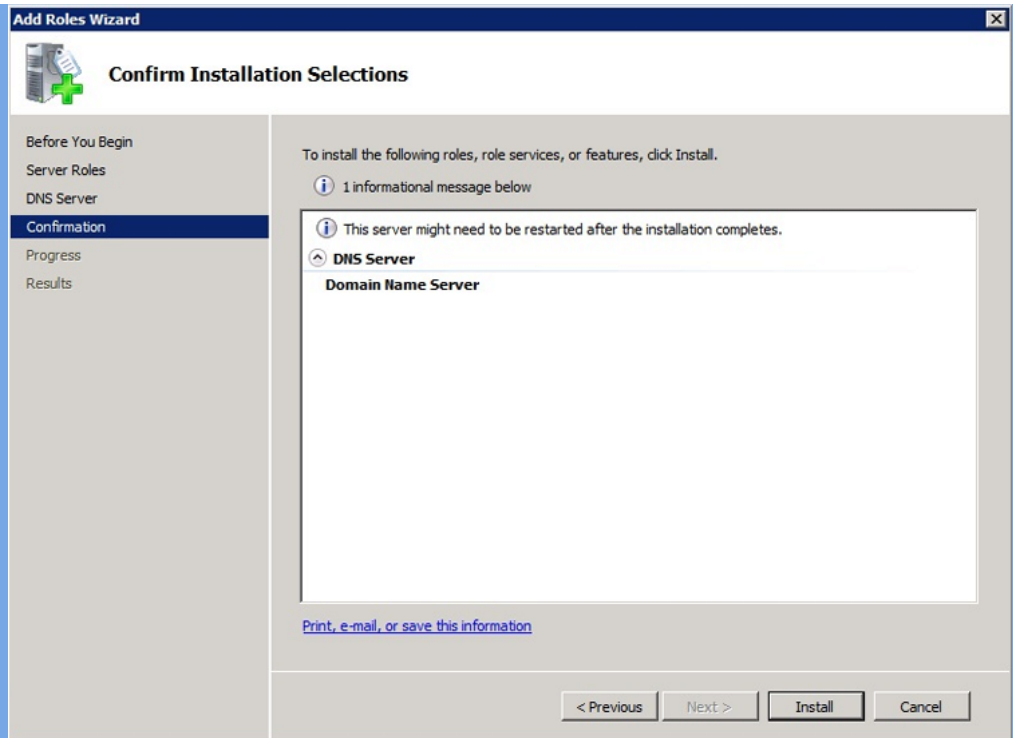 Add Roles Wizard
Confirm Installation Selections
Before You Begin
Server Roles
DNS Server
Confirmation
Progress
Results
To install the following roles, role services, or features, click Install.
1 informational message below
This server might need to be restarted after the installation completes.
DNS Server
Domain Name Server
Print, e-mail, or save this information
< Previous
Next >
Install
Cancel